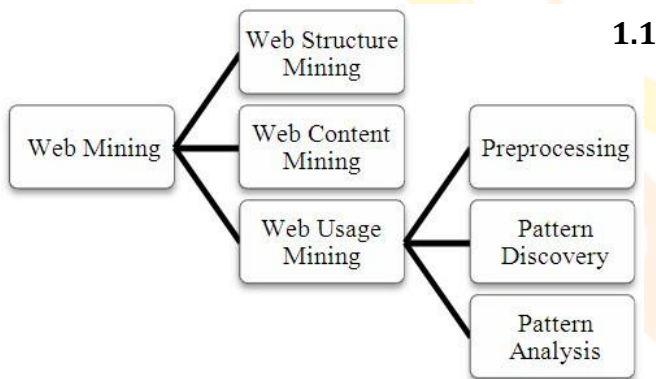 1.1
Web Structure
Mining
Web Mining
Web Content
Mining
Preprocessing
Web Usage
Mining
Pattern
Discovery
Pattern
Analysis